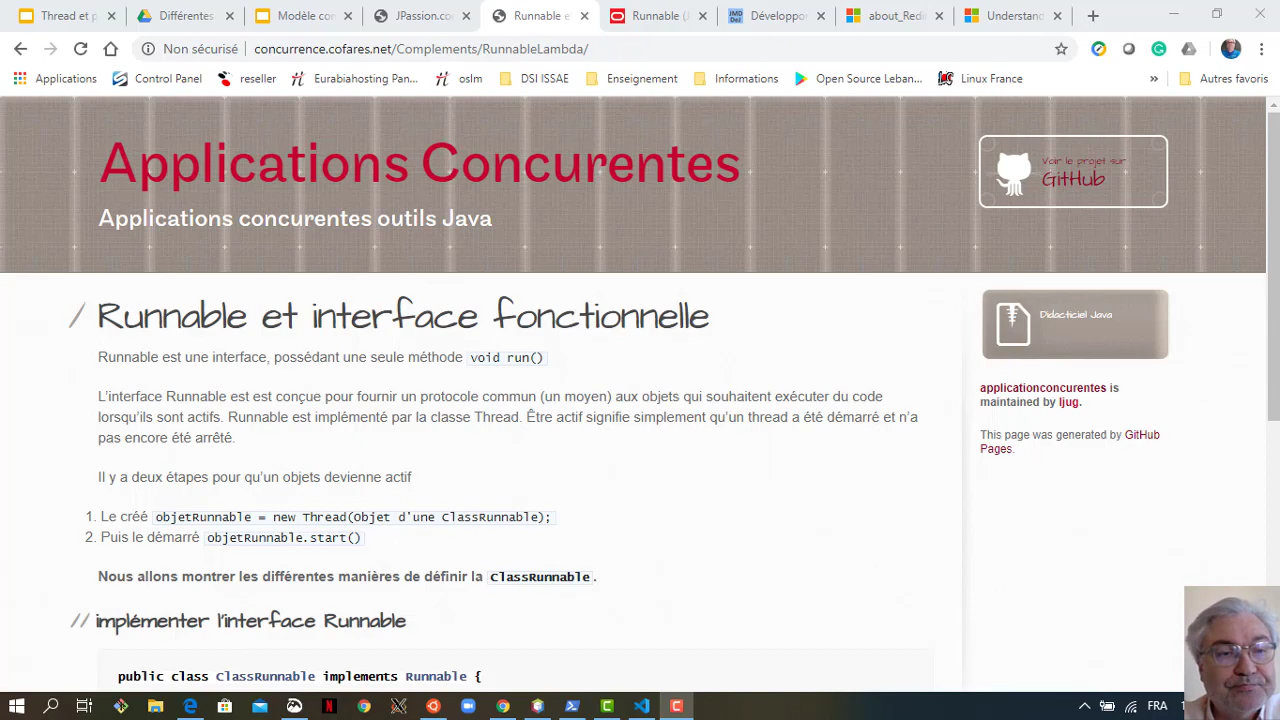 Thread et p
Différentes
Modèle.co
JPassion.co
Runnable e
Runnable (J
Développe
about_Redi
Understan
Non sécurisé
concurrence.cofares.net/Complements/RunnableLambda/
Applications
Control Panel
reseller
Eurabiahosting Pan...
oslm
DSI ISSAE
Enseignement
informations
Open Source Leban...
Linux France
»
Autres favoris
Applications Concurentes
Applications concurentes outils Java
Voir le projet sur
GitHub
/ Runnable et interface fonctionnelle
Runnable est une interface, possédant une seule méthode void run()
L'interface Runnable est est conçue pour fournir un protocole commun (un moyen) aux objets qui souhaitent exécuter du code
lorsqu'ils sont actifs. Runnable est implémenté par la classe Thread. Être actif signifie simplement qu'un thread a été démarré et n'a
pas encore été arrêté.
Il y a deux étapes pour qu'un objets devienne actif
1. Le créé objetRunnable = new Thread(Objet d'une ClassRunnable);
2. Puis le démarré objetRunnable.start()
Nous allons montrer les différentes manières de définir la ClassRunnable.
// implémenter l'interface Runnable
public class ClassRunnable implements Runnable {
Didacticiel Java
applicationconcurentes is
maintained by ljug.
This page was generated by GitHub
Pages.
FRA